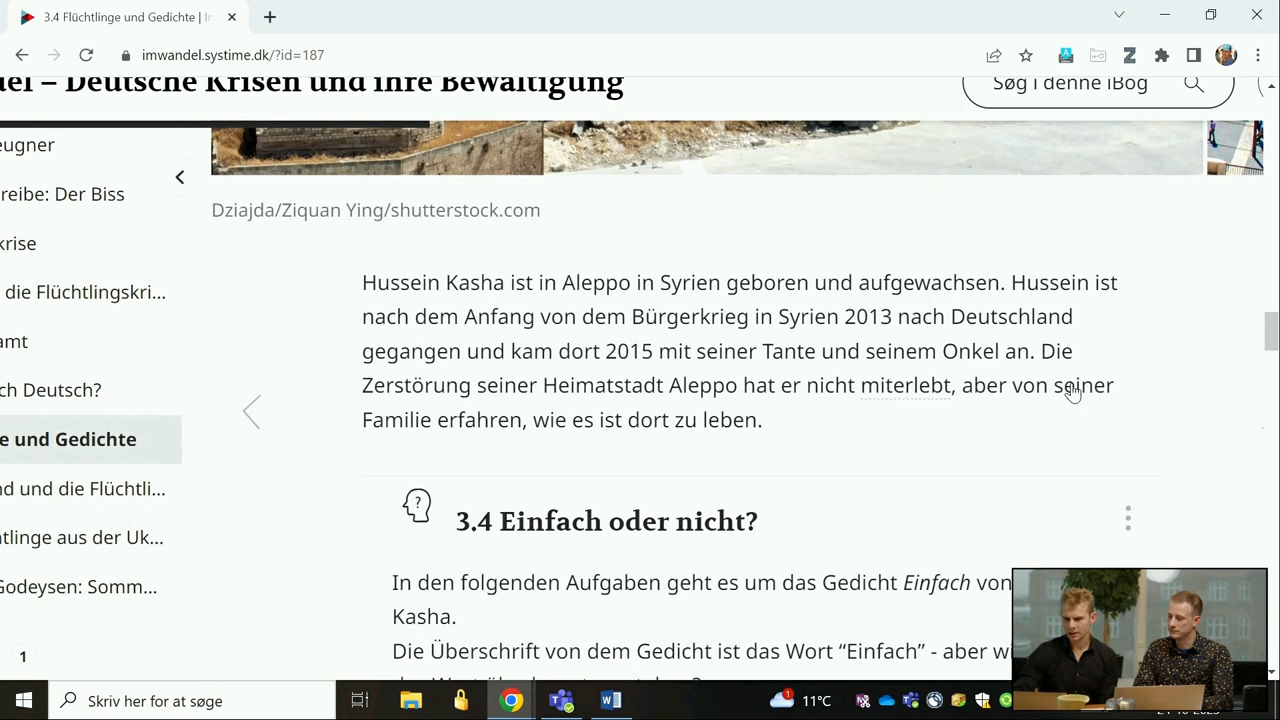 3.4 Flüchtlinge und Gedichte | In
imwandel.systime.dk/?id=187
del – Deutsche Krisen und ihre Bewältigung
Søg i denne iBog
eugner
reibe: Der Biss
krise
die Flüchtlingskri...
amt
ch Deutsch?
e und Gedichte
nd und die Flüchtli...
htlinge aus der Uk...
Godeysen: Somm...
1
Dziajda/Ziquan Ying/shutterstock.com
Hussein Kasha ist in Aleppo in Syrien geboren und aufgewachsen. Hussein ist
nach dem Anfang von dem Bürgerkrieg in Syrien 2013 nach Deutschland
gegangen und kam dort 2015 mit seiner Tante und seinem Onkel an. Die
Zerstörung seiner Heimatstadt Aleppo hat er nicht miterlebt, aber von seiner
Familie erfahren, wie es ist dort zu leben.
?
3.4 Einfach oder nicht?
In den folgenden Aufgaben geht es um das Gedicht Einfach von
Kasha.
Die Überschrift von dem Gedicht ist das Wort “Einfach” - aber wi
Skriv her for at søge
1
11°C